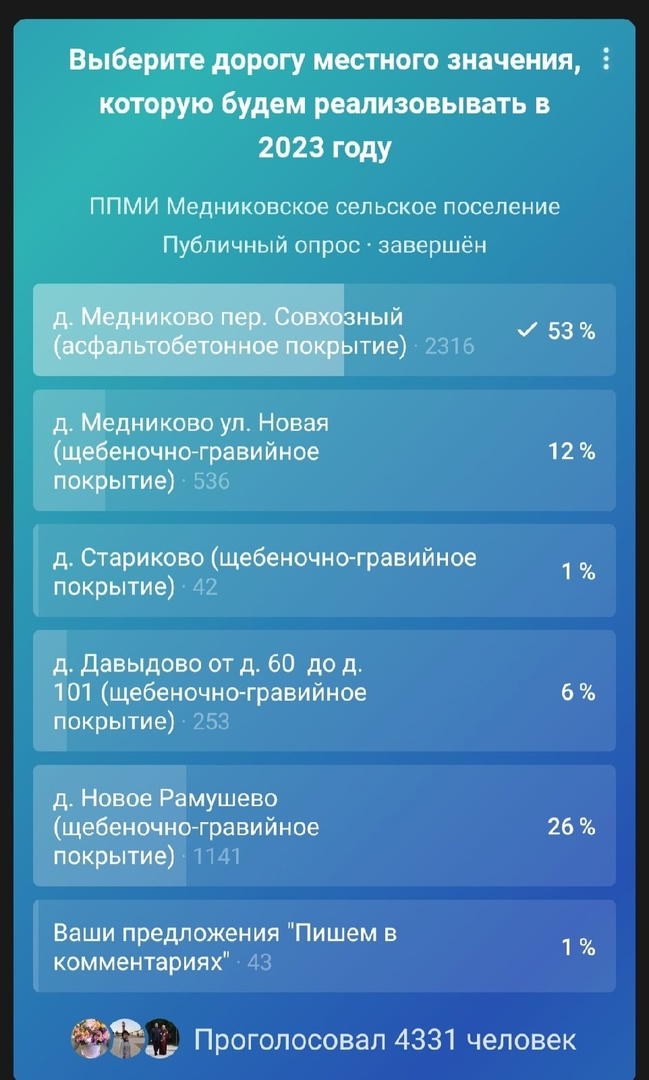 Выберите дорогу местного значения,
которую будем реализовывать в
2023 году
ППМИ Медниковское сельское поселение
Публичный опрос · завершён
д. Медниково пер. Совхозный
(асфальтобетонное покрытие) · 2316
53 %
д. Медниково ул. Новая
(щебеночно-гравийное
покрытие) · 536
12 %
д. Стариково (щебеночно-гравийное
покрытие) · 42
1 %
д. Давыдово от д. 60 до д.
101 (щебеночно-гравийное
покрытие) · 253
6 %
д. Новое Рамушево
(щебеночно-гравийное
покрытие) · 1141
26 %
Ваши предложения "Пишем в
комментариях" · 43
1 %
Проголосовал 4331 человек